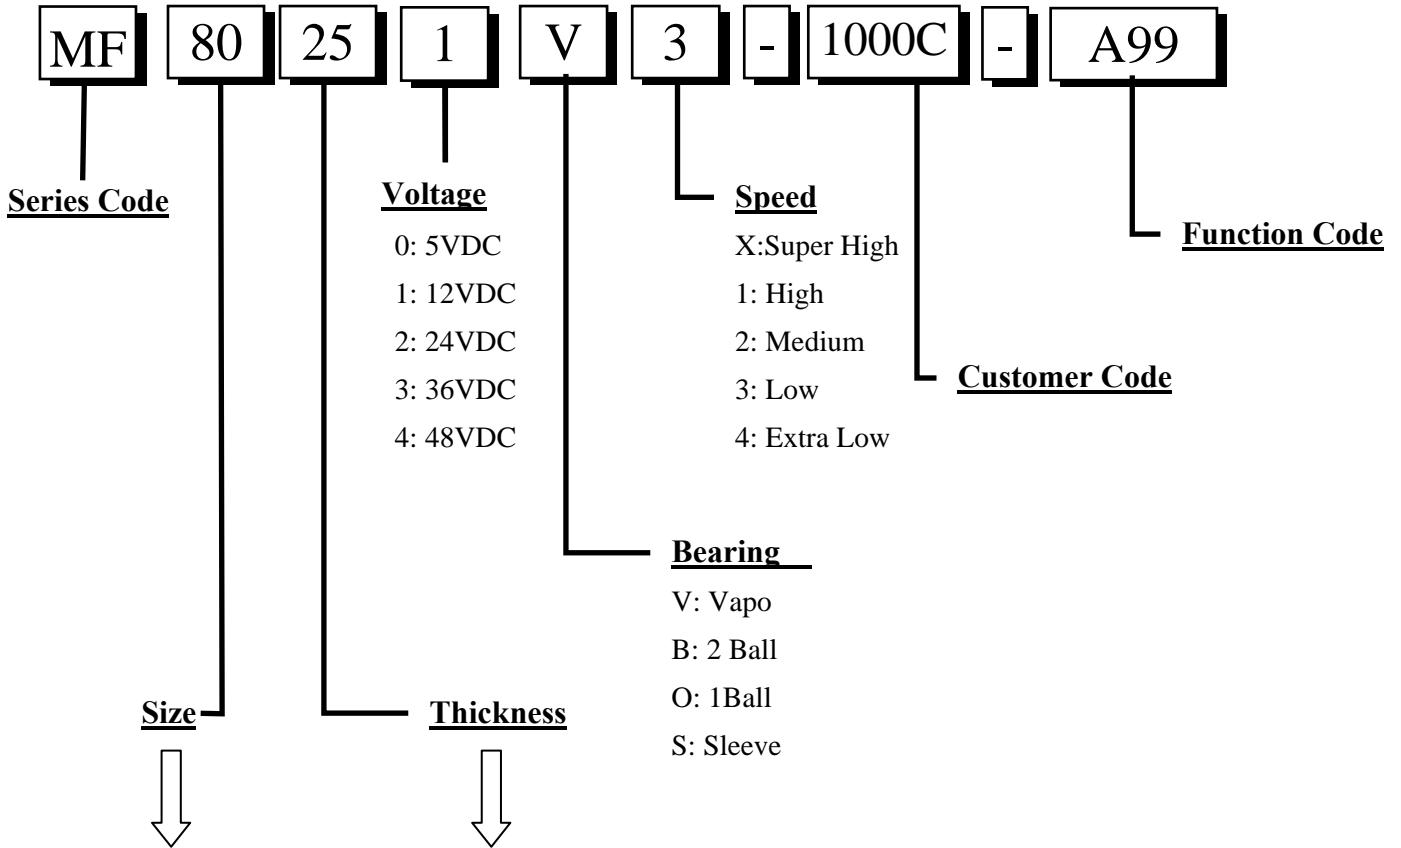 MF 80 25 1 V 3 - 1000C - A99
Series Code
Voltage
0: 5VDC
1: 12VDC
2: 24VDC
3: 36VDC
4: 48VDC
Speed
X:Super High
1: High
2: Medium
3: Low
4: Extra Low
Function Code
Customer Code
Bearing
V: Vapo
B: 2 Ball
O: 1Ball
S: Sleeve
Size
Thickness